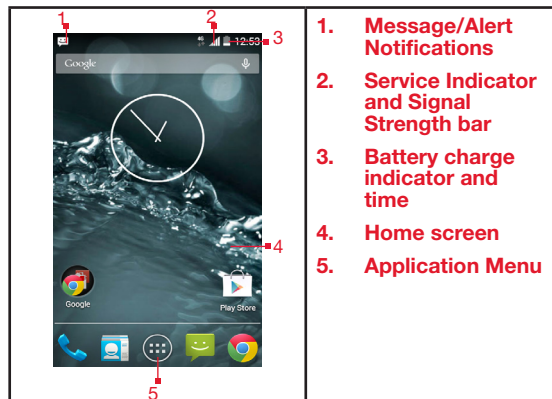 1
2
3
4G
12:53
Google
4
Google
Play Store
5
1. Message/Alert
Notifications
2. Service Indicator
and Signal
Strength bar
3. Battery charge
indicator and
time
4. Home screen
5. Application Menu